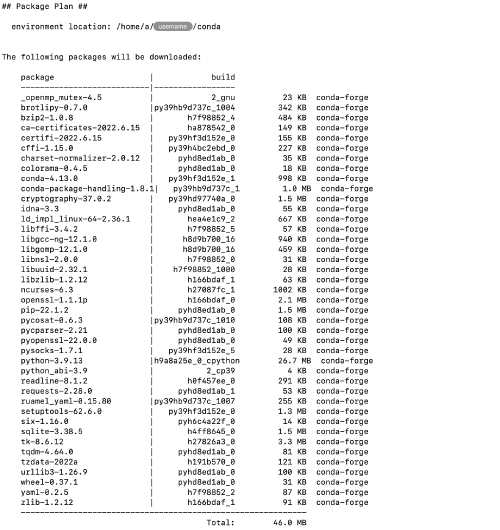 ## Package Plan ##
environment location: /home/a/username/conda
The following packages will be downloaded:
package | build
---------------------------|-----------------
_openmp_mutex-4.5 | 2_gnu 23 KB conda-forge
brotlipy-0.7.0 |py39hb9d737c_1004 342 KB conda-forge
bzip2-1.0.8 | h7f98852_4 484 KB conda-forge
ca-certificates-2022.6.15 | ha878542_0 149 KB conda-forge
certifi-2022.6.15 | py39hf3d152e_0 155 KB conda-forge
cffi-1.15.0 | py39h4bc2ebd_0 227 KB conda-forge
charset-normalizer-2.0.12 | pyhd8ed1ab_0 35 KB conda-forge
colorama-0.4.5 | pyhd8ed1ab_0 18 KB conda-forge
conda-4.13.0 | py39hf3d152e_1 998 KB conda-forge
conda-package-handling-1.8.1| py39hb9d737c_1 1.0 MB conda-forge
cryptography-37.0.2 | py39hd97740a_0 1.5 MB conda-forge
idna-3.3 | pyhd8ed1ab_0 55 KB conda-forge
ld_impl_linux-64-2.36.1 | hea4e1c9_2 667 KB conda-forge
libffi-3.4.2 | h7f98852_5 57 KB conda-forge
libgcc-ng-12.1.0 | h8d9b700_16 940 KB conda-forge
libgomp-12.1.0 | h8d9b700_16 459 KB conda-forge
libnsl-2.0.0 | h7f98852_0 31 KB conda-forge
libuuid-2.32.1 | h7f98852_1000 28 KB conda-forge
libzlib-1.2.12 | h166bdaf_1 63 KB conda-forge
ncurses-6.3 | h27087fc_1 1002 KB conda-forge
openssl-1.1.1p | h166bdaf_0 2.1 MB conda-forge
pip-22.1.2 | pyhd8ed1ab_0 1.5 MB conda-forge
pycosat-0.6.3 |py39hb9d737c_1010 108 KB conda-forge
pycparser-2.21 | pyhd8ed1ab_0 100 KB conda-forge
pyopenssl-22.0.0 | pyhd8ed1ab_0 49 KB conda-forge
pysocks-1.7.1 | py39hf3d152e_5 28 KB conda-forge
python-3.9.13 |h9a8a25e_0_cpython 26.7 MB conda-forge
python_abi-3.9 | 2_cp39 4 KB conda-forge
readline-8.1.2 | h0f457ee_0 291 KB conda-forge
requests-2.28.0 | pyhd8ed1ab_1 53 KB conda-forge
ruamel_yaml-0.15.80 |py39hb9d737c_1007 255 KB conda-forge
setuptools-62.6.0 | py39hf3d152e_0 1.3 MB conda-forge
six-1.16.0 | pyh6c4a22f_0 14 KB conda-forge
sqlite-3.38.5 | h4ff8645_0 1.5 MB conda-forge
tk-8.6.12 | h27826a3_0 3.3 MB conda-forge
tqdm-4.64.0 | pyhd8ed1ab_0 81 KB conda-forge
tzdata-2022a | h191b570_0 121 KB conda-forge
urllib3-1.26.9 | pyhd8ed1ab_0 100 KB conda-forge
wheel-0.37.1 | pyhd8ed1ab_0 31 KB conda-forge
yaml-0.2.5 | h7f98852_2 87 KB conda-forge
zlib-1.2.12 | h166bdaf_1 91 KB conda-forge
------------------------------------------------------------
Total: 46.0 MB